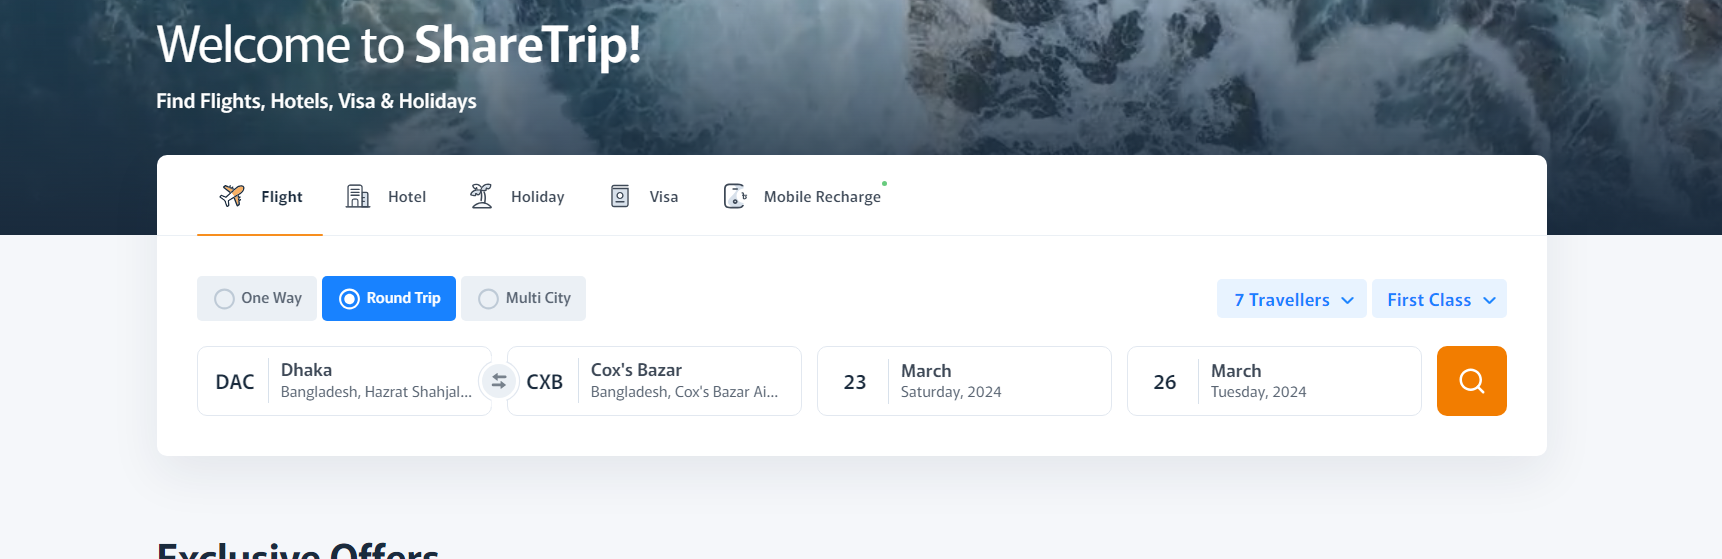 Welcome to ShareTrip!
Find Flights, Hotels, Visa & Holidays
Flight Hotel Holiday Visa Mobile Recharge
One Way Round Trip Multi City 7 Travellers First Class
DAC Dhaka CXB Cox's Bazar 23 March 26 March
Bangladesh, Hazrat Shahjal... Bangladesh, Cox's Bazar Ai... Saturday, 2024 Tuesday, 2024
Exclusive Offers